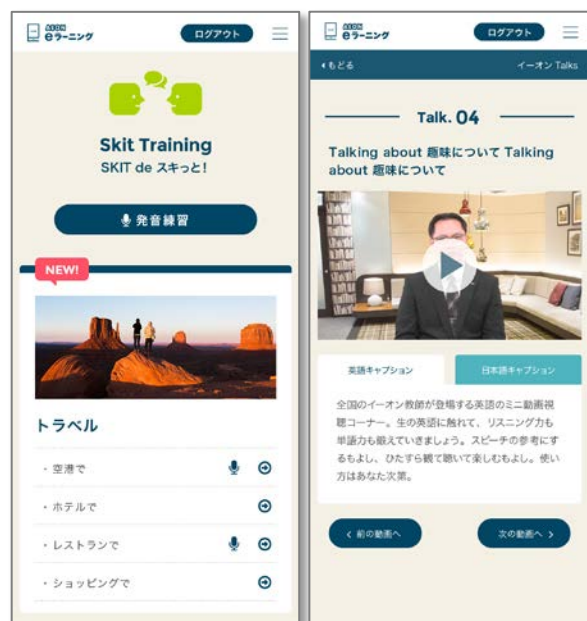 AEON
eラーニング
ログアウト
Skit Training
SKIT de スキっと!
発音練習
NEW!
トラベル
・空港で
・ホテルで
・レストランで
・ショッピングで
AEON
eラーニング
ログアウト
もどる
イーオン Talks
Talk. 04
Talking about 趣味について Talking
about 趣味について
英語キャプション
日本語キャプション
全国のイーオン教師が登場する英語のミニ動画視
聴コーナー。生の英語に触れて、リスニング力も
単語力も鍛えていきましょう。スピーチの参考にす
るもよし、ひたすら観て聴いて楽しむもよし。使い
方はあなた次第。
< 前の動画へ
次の動画へ >